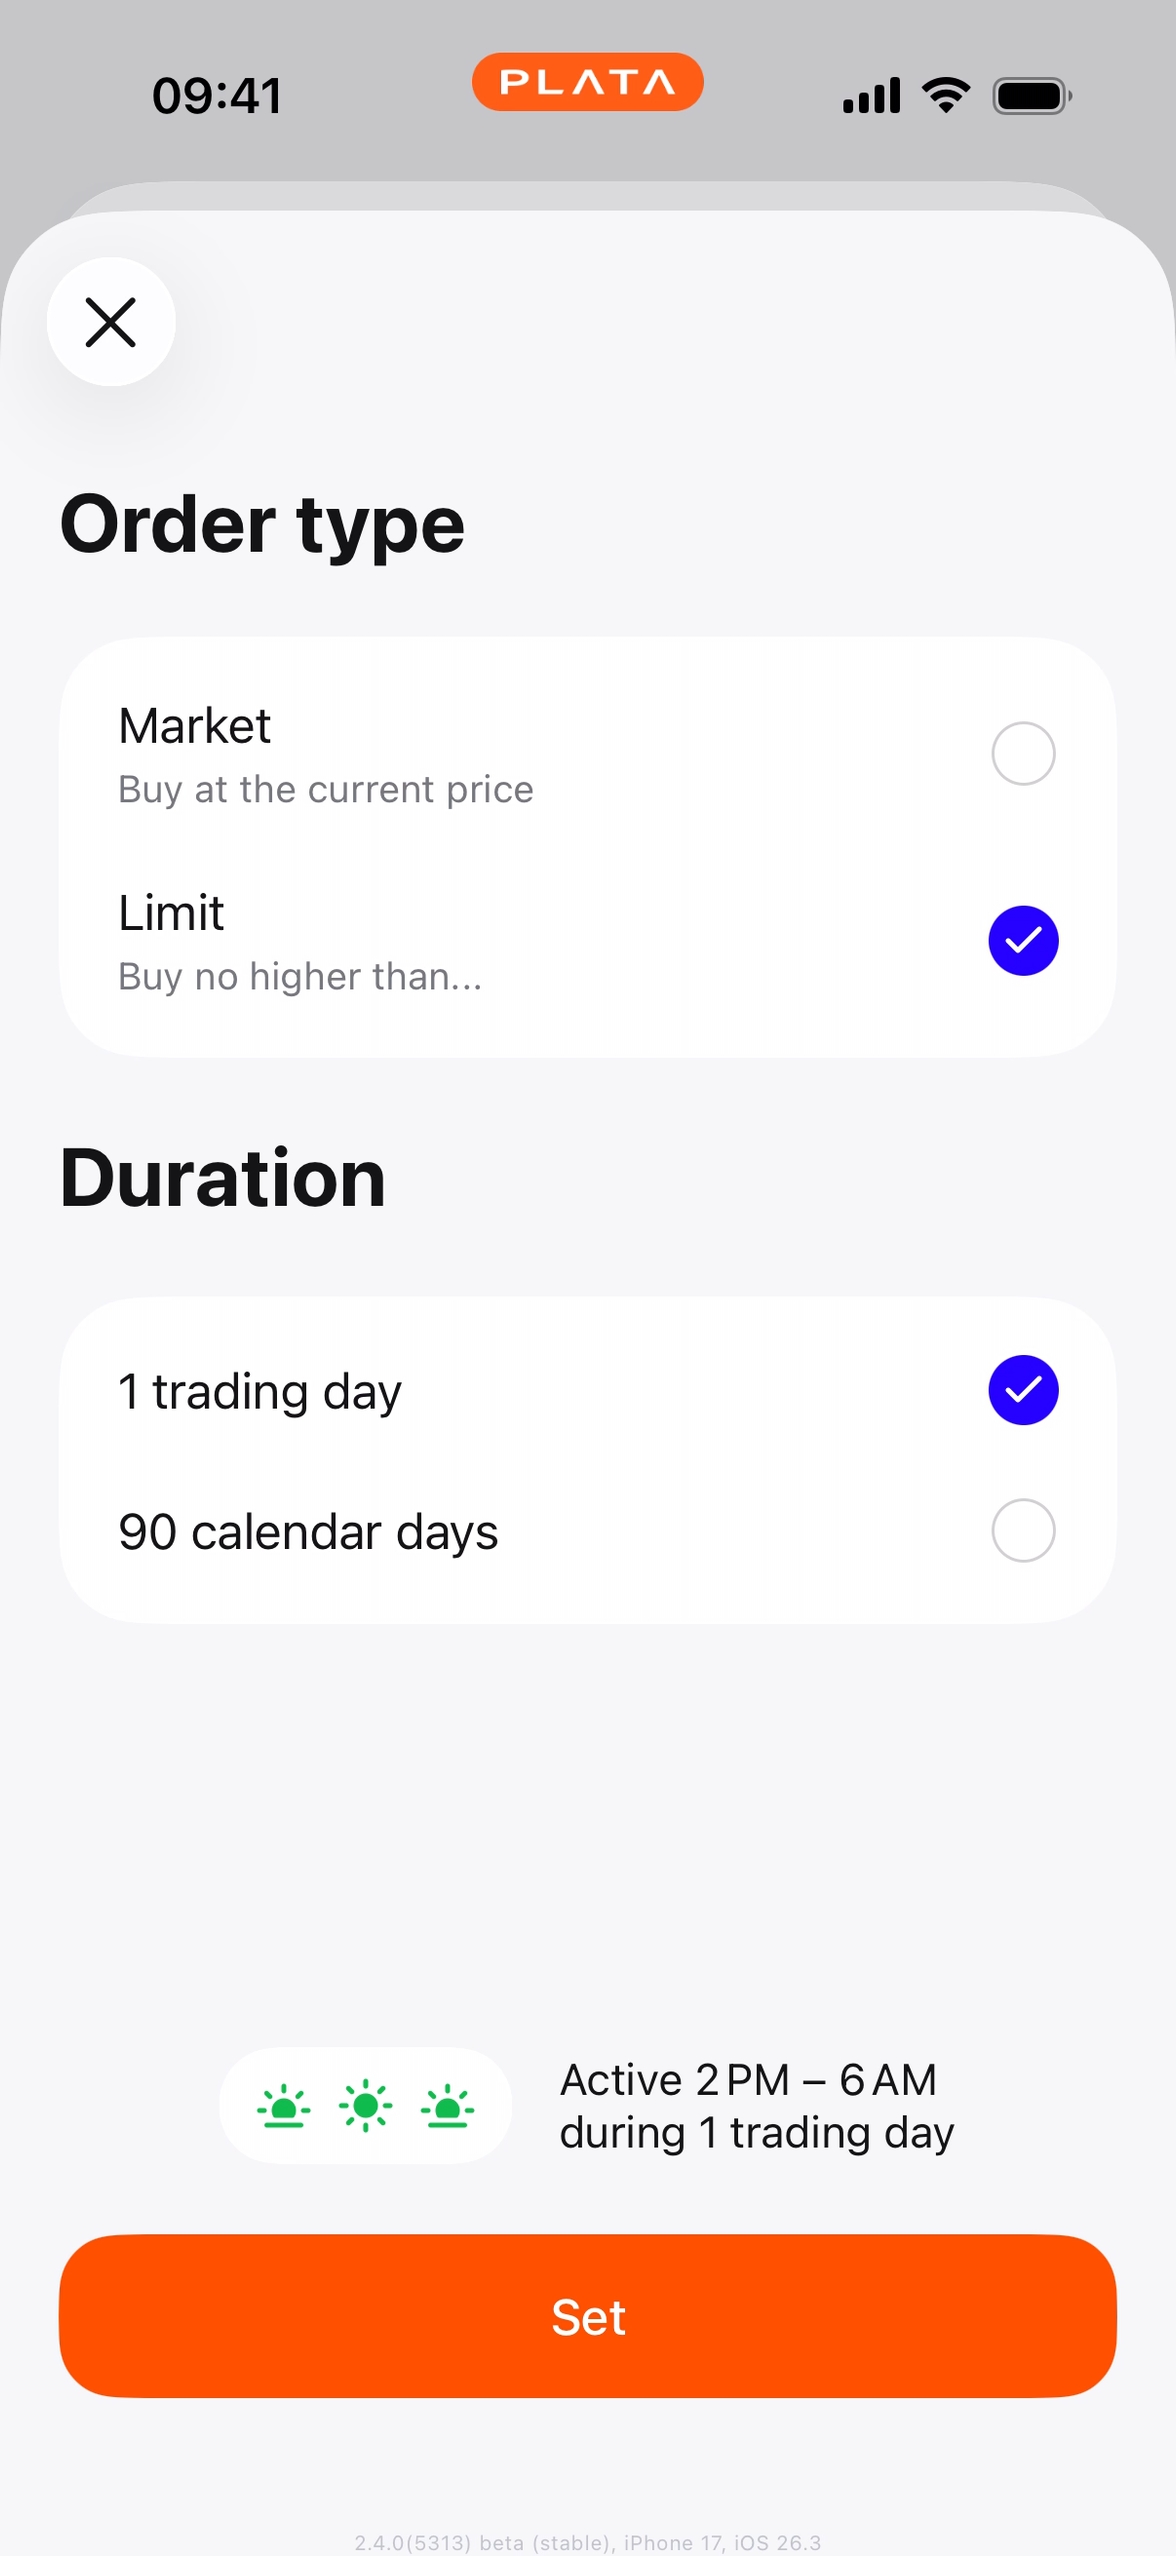 09:41
PLATA
Order type
Market
Buy at the current price
Limit
Buy no higher than...
Duration
1 trading day
90 calendar days
Active 2 PM – 6 AM
during 1 trading day
Set
2.4.0(5313) beta (stable), iPhone 17, iOS 26.3